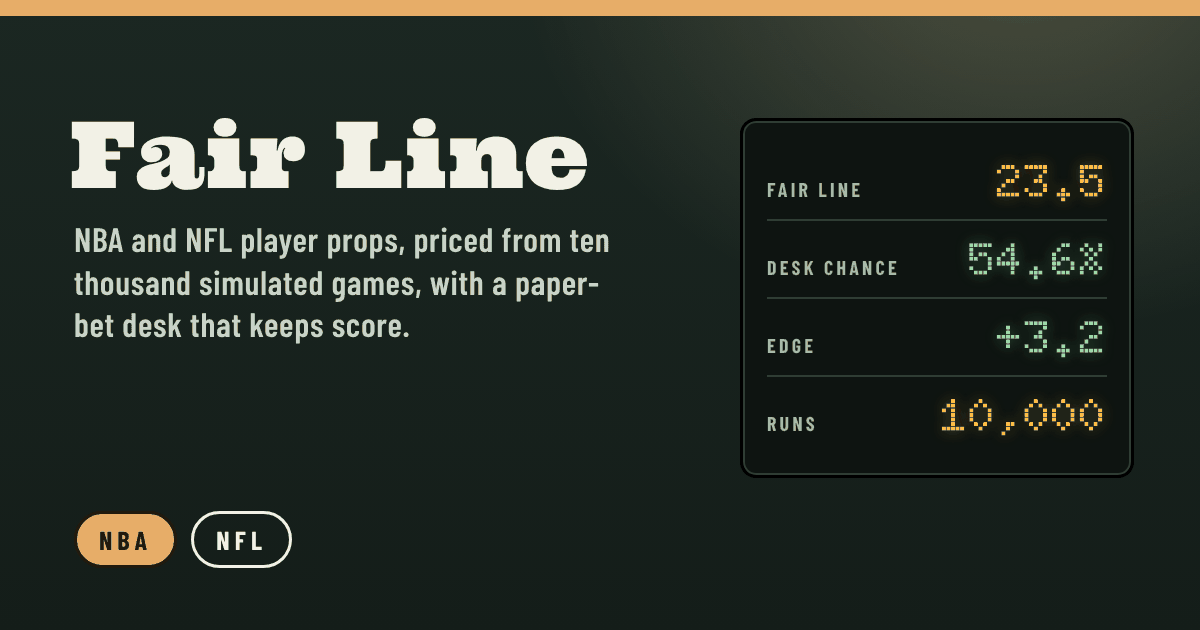 Fair Line
NBA and NFL player props, priced from ten
thousand simulated games, with a paper-
bet desk that keeps score.
FAIR LINE 23.5
DESK CHANCE 54.6%
EDGE +3.2
RUNS 10,000
NBA NFL